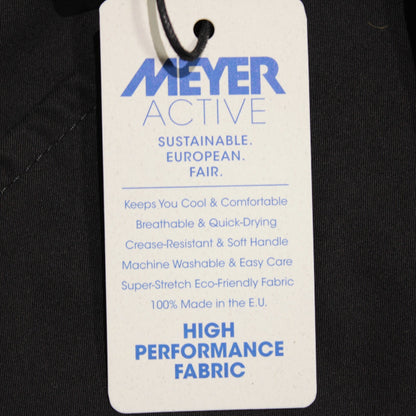 MEYER
ACTIVE
SUSTAINABLE.
EUROPEAN.
FAIR.
Keeps You Cool & Comfortable
Breathable & Quick-Drying
Crease-Resistant & Soft Handle
Machine Washable & Easy Care
Super-Stretch Eco-Friendly Fabric
100% Made in the E.U.
HIGH
PERFORMANCE
FABRIC